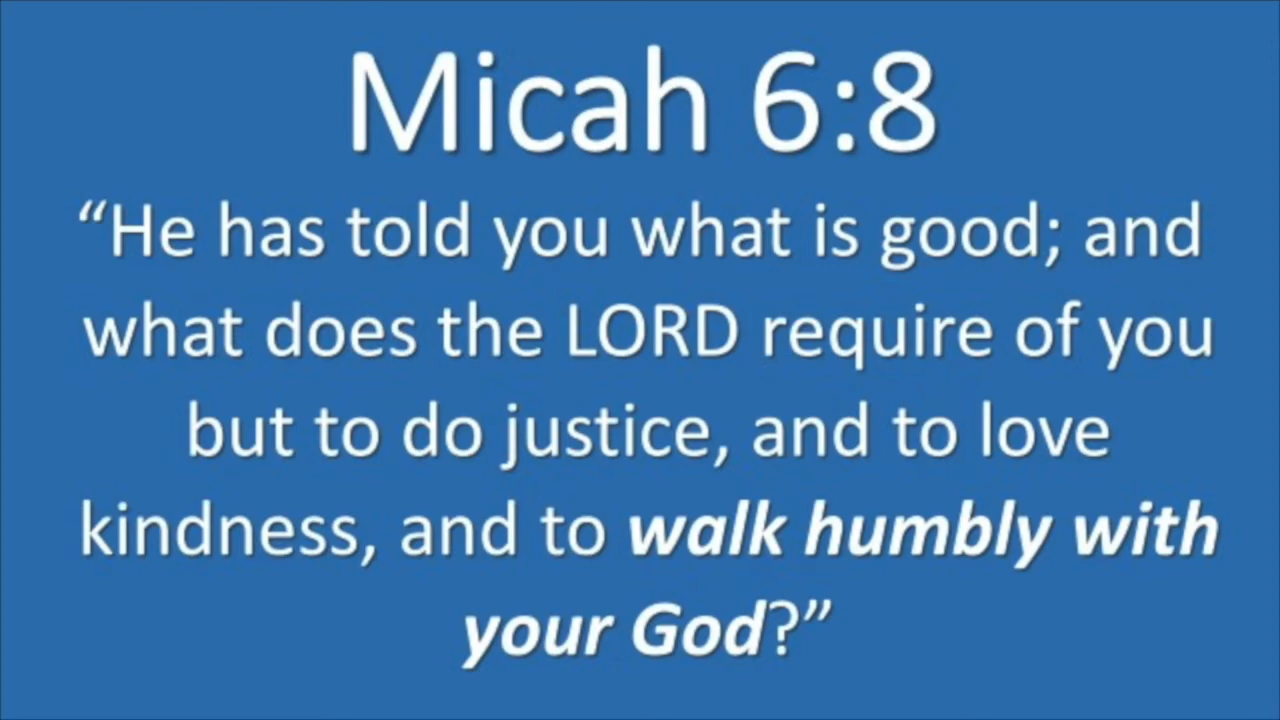 Micah 6:8
“He has told you what is good; and
what does the LORD require of you
but to do justice, and to love
kindness, and to walk humbly with
your God?”